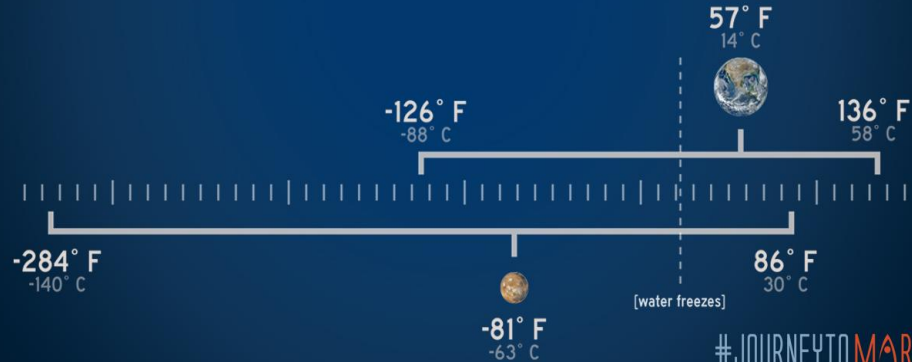 57° F
14° C
-126° F
-88° C
136° F
58° C
-284° F
-140° C
86° F
30° C
[water freezes]
-81° F
-63° C
#JOURNEYTOMAR